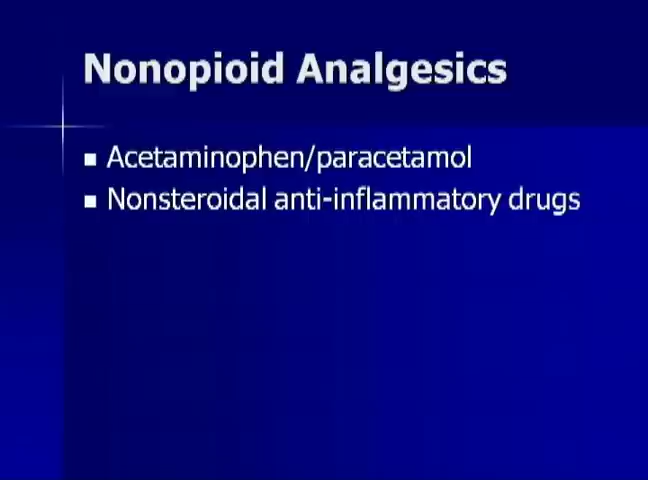 Nonopioid Analgesics
Acetaminophen/paracetamol
Nonsteroidal anti-inflammatory drugs